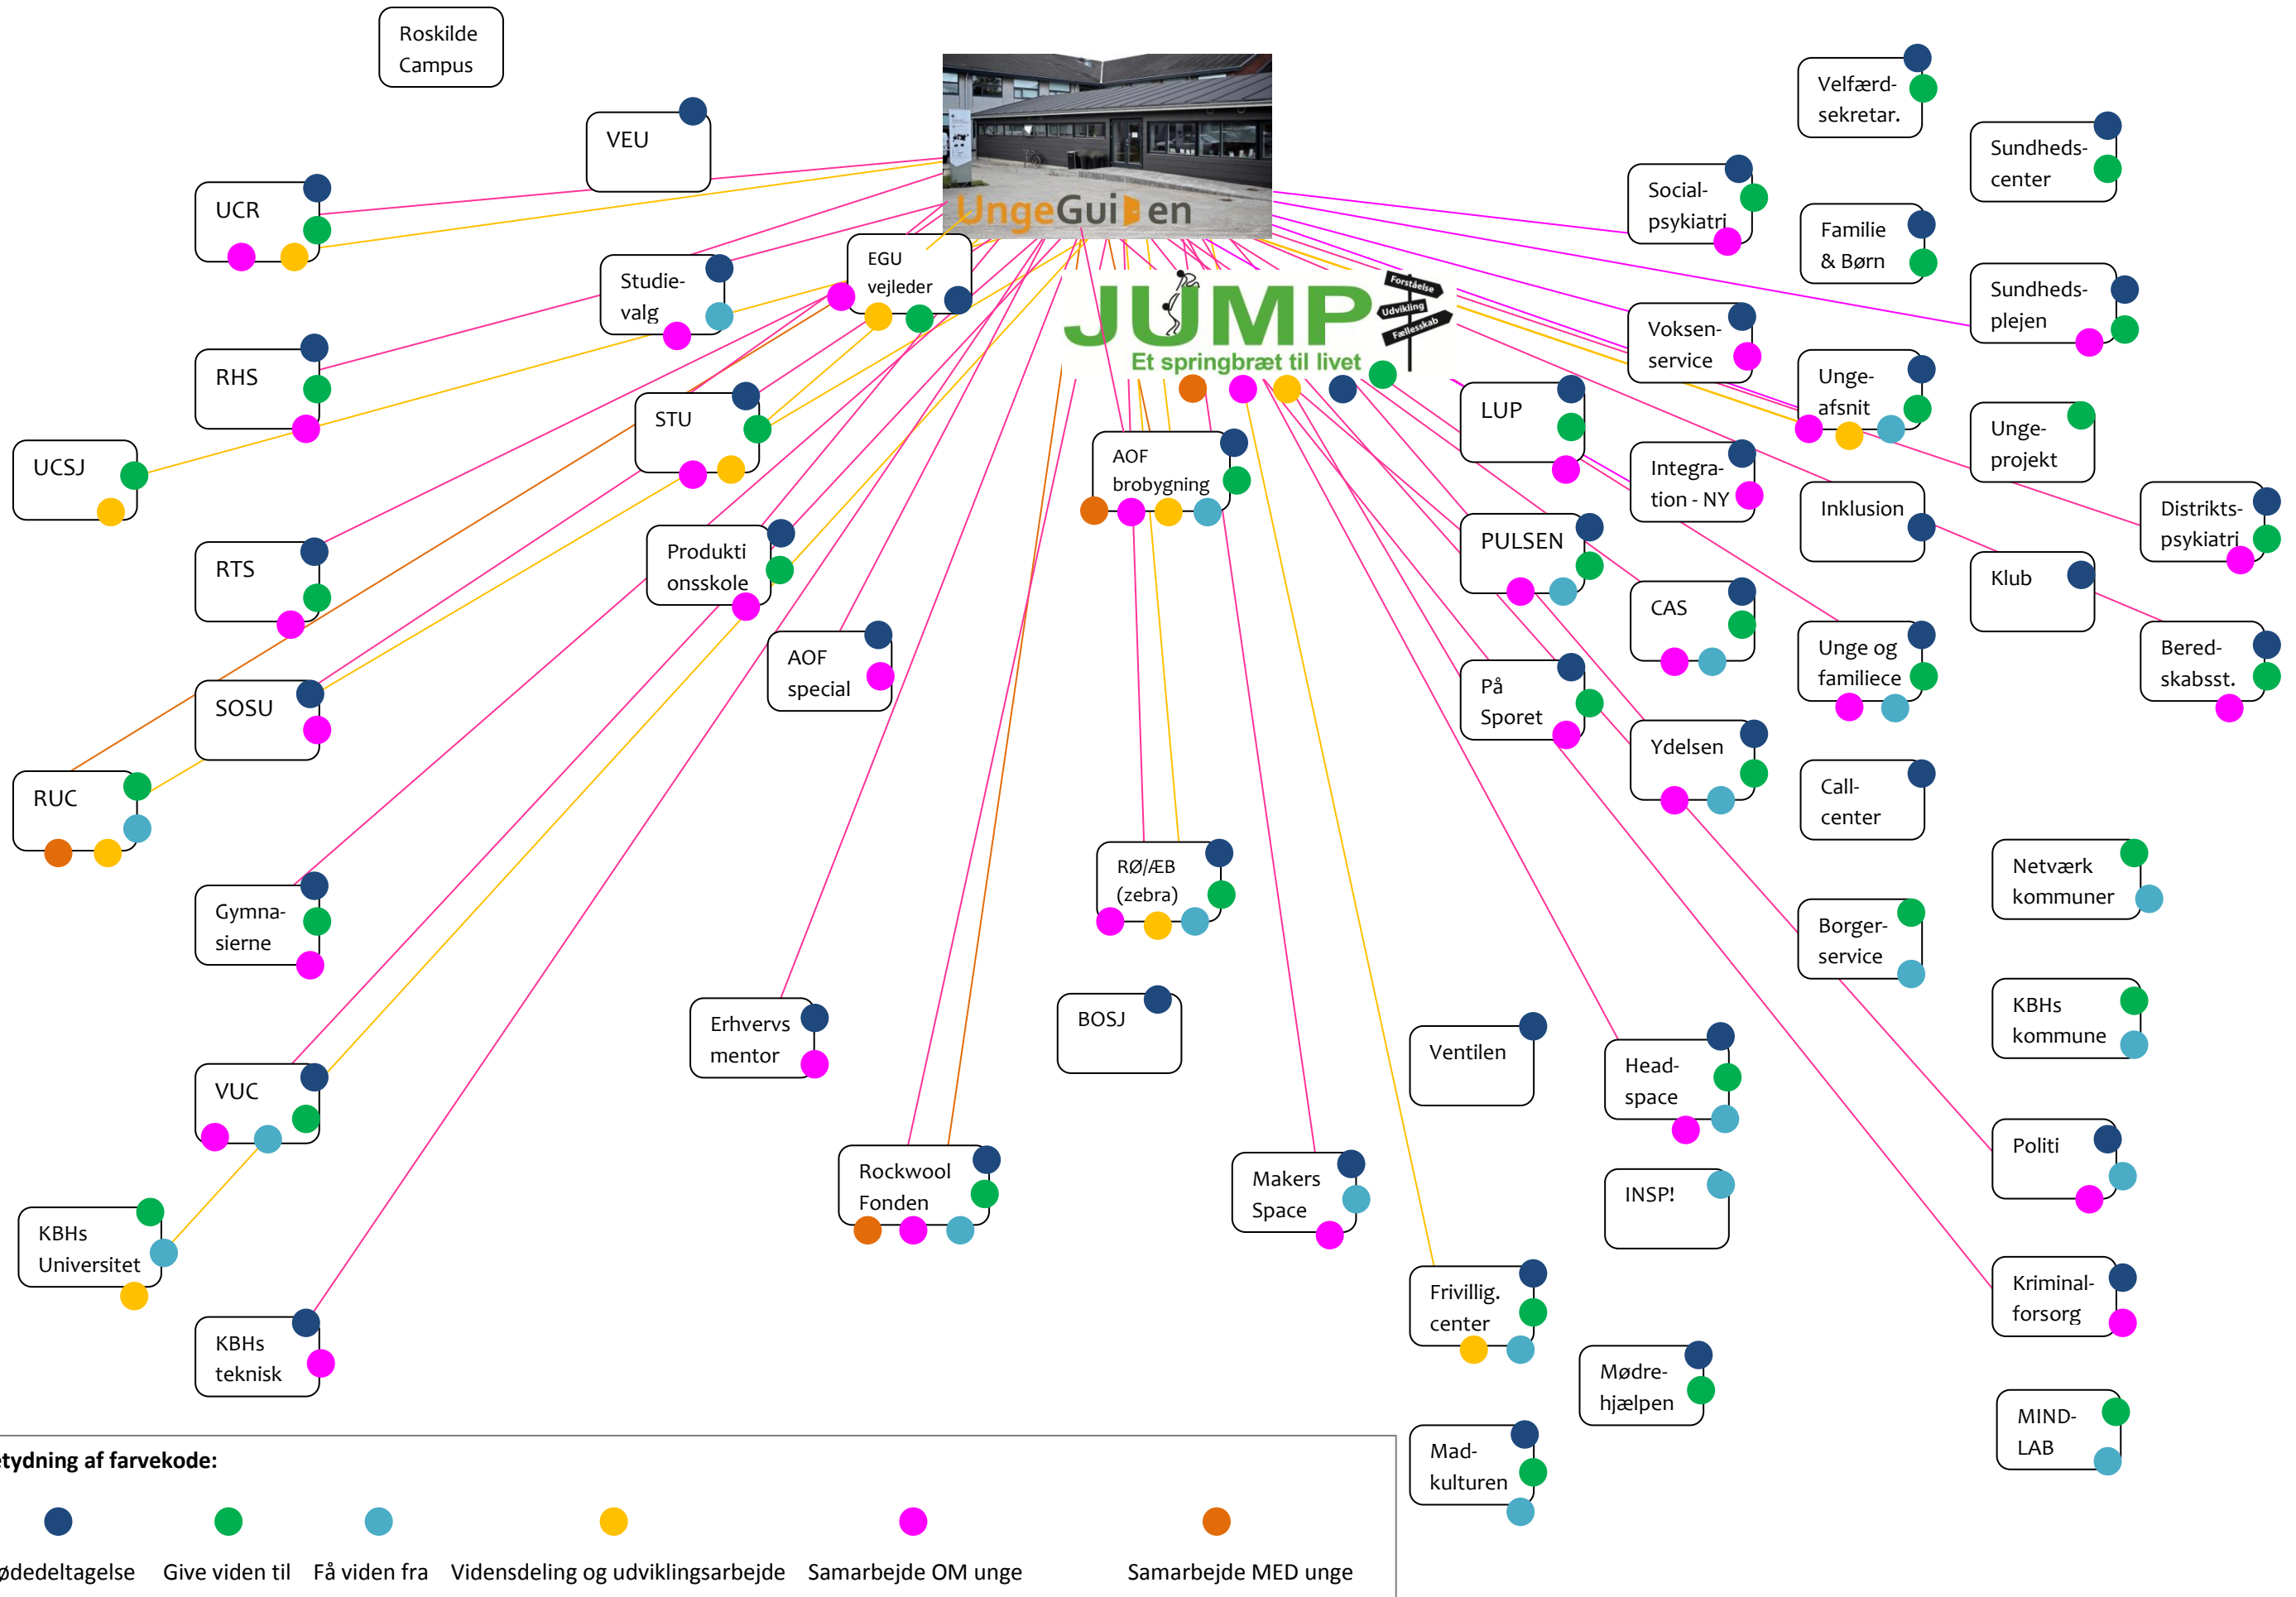 Roskilde
Campus
VEU
UCR
UngeGuiden
Velfærd-
sekretar.
Sundheds-
center
Social-
psykiatri
Familie
& Børn
Sundheds-
plejen
Studie-
valg
EGU
vejleder
JUMP
Et springbræt til livet
Forståelse
Udvikling
Fællesskab
Voksen-
service
Unge-
afsnit
Unge-
projekt
RHS
UCSJ
STU
AOF
brobygning
LUP
Integra-
tion - NY
Inklusion
Distrikts-
psykiatri
RTS
Produkti
onsskole
PULSEN
CAS
Klub
AOF
special
På
Sporet
Unge og
familiece
Bered-
skabsst.
SOSU
RUC
Ydelsen
Call-
center
Gymna-
sierne
RØ/ÆB
(zebra)
Borger-
service
Netværk
kommuner
VUC
Erhvervs
mentor
BOSJ
Ventilen
Head-
space
KBHs
kommune
KBHs
Universitet
Rockwool
Fonden
Makers
Space
INSP!
Politi
KBHs
teknisk
Frivillig.
center
Mødre-
hjælpen
Kriminal-
forsorg
Mad-
kulturen
MIND-
LAB
etydning af farvekode:
ødedeltagelse
Give viden til
Få viden fra
Vidensdeling og udviklingsarbejde
Samarbejde OM unge
Samarbejde MED unge